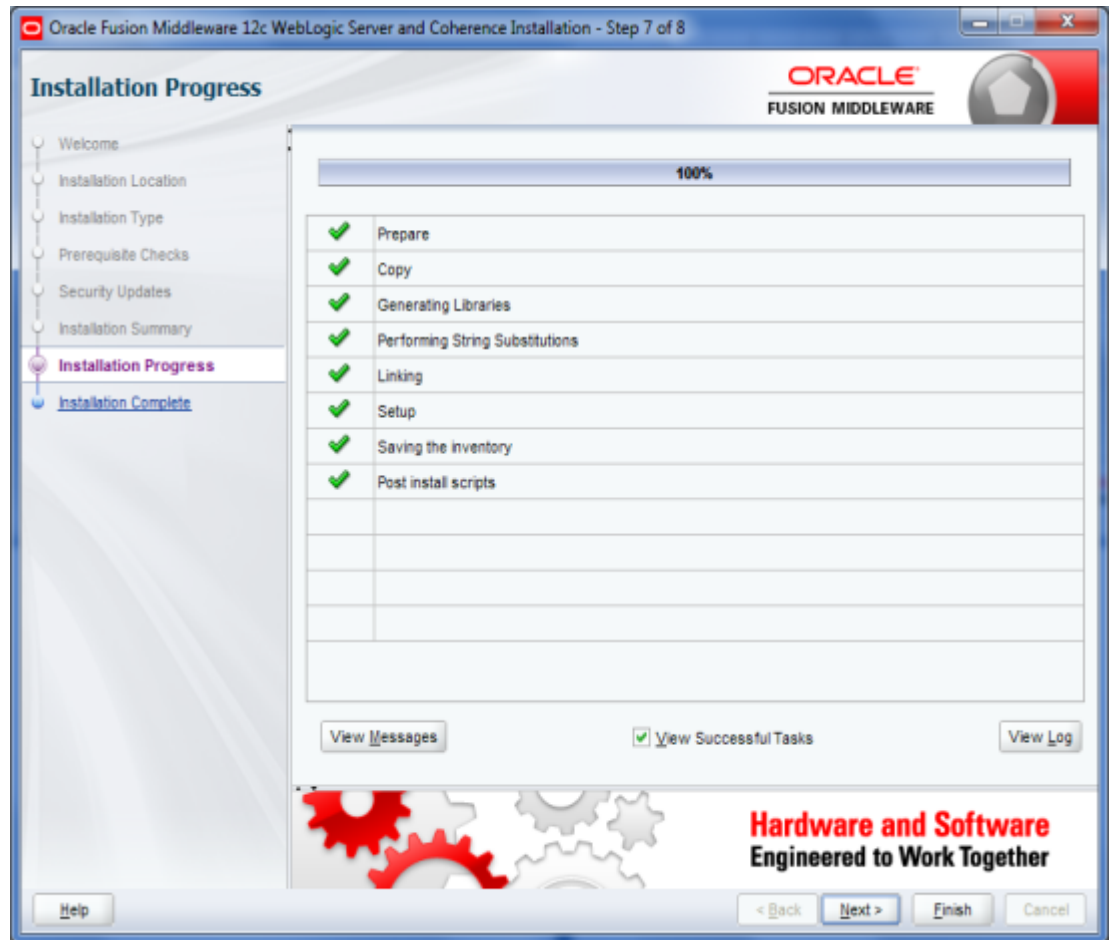 Oracle Fusion Middleware 12c WebLogic Server and Coherence Installation - Step 7 of 8
Installation Progress
ORACLE
FUSION MIDDLEWARE
Welcome
Installation Location
Installation Type
Prerequisite Checks
Security Updates
Installation Summary
Installation Progress
Installation Complete
100%
Prepare
Copy
Generating Libraries
Performing String Substitutions
Linking
Setup
Saving the inventory
Post install scripts
View Messages
View Successful Tasks
View Log
Hardware and Software
Engineered to Work Together
Help
< Back
Next >
Finish
Cancel